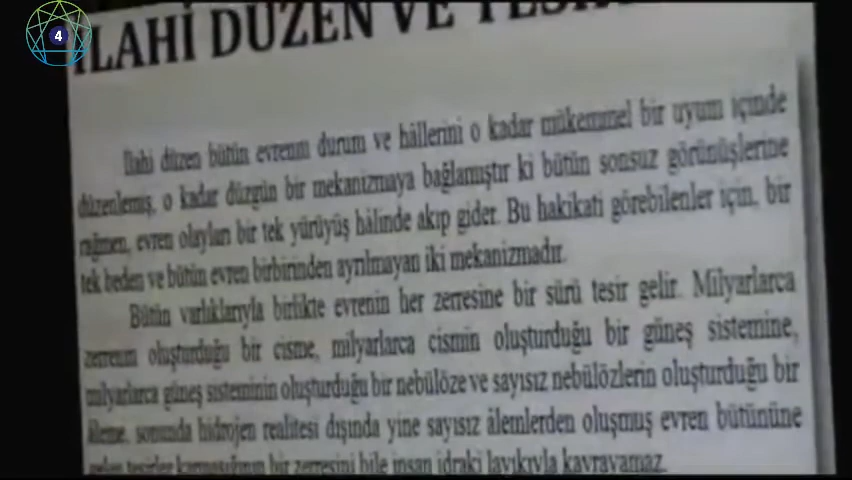 4
İLAHİ DÜZEN VE
İlahi düzen bütün evrenin durum ve hâllerini o kadar mükemmel bir uyum içinde
düzenlemiş, o kadar düzgün bir mekanizmaya bağlamıştır ki bütün sonsuz görünüşlerine
rağmen, evren olayları bir tek yürüyüş hâlinde akıp gider. Bu hakikati görebilenler için, bir
tek beden ve bütün evren birbirinden ayrılmayan iki mekanizmadır.
Bütün varlıklarıyla birlikte evrenin her zerresine bir sürü tesir gelir. Milyarlarca
zerrenin oluşturduğu bir cisme, milyarlarca cismin oluşturduğu bir güneş sistemine,
milyarlarca güneş sisteminin oluşturduğu bir nebülöze ve sayısız nebülözlerin oluşturduğu bir
âleme, sonunda hidrojen realitesi dışında yine sayısız âlemlerden oluşmuş evren bütününe
gelen tesirler karmaşığının bir zerresini bile insan idraki layıkıyla kavrayamaz.